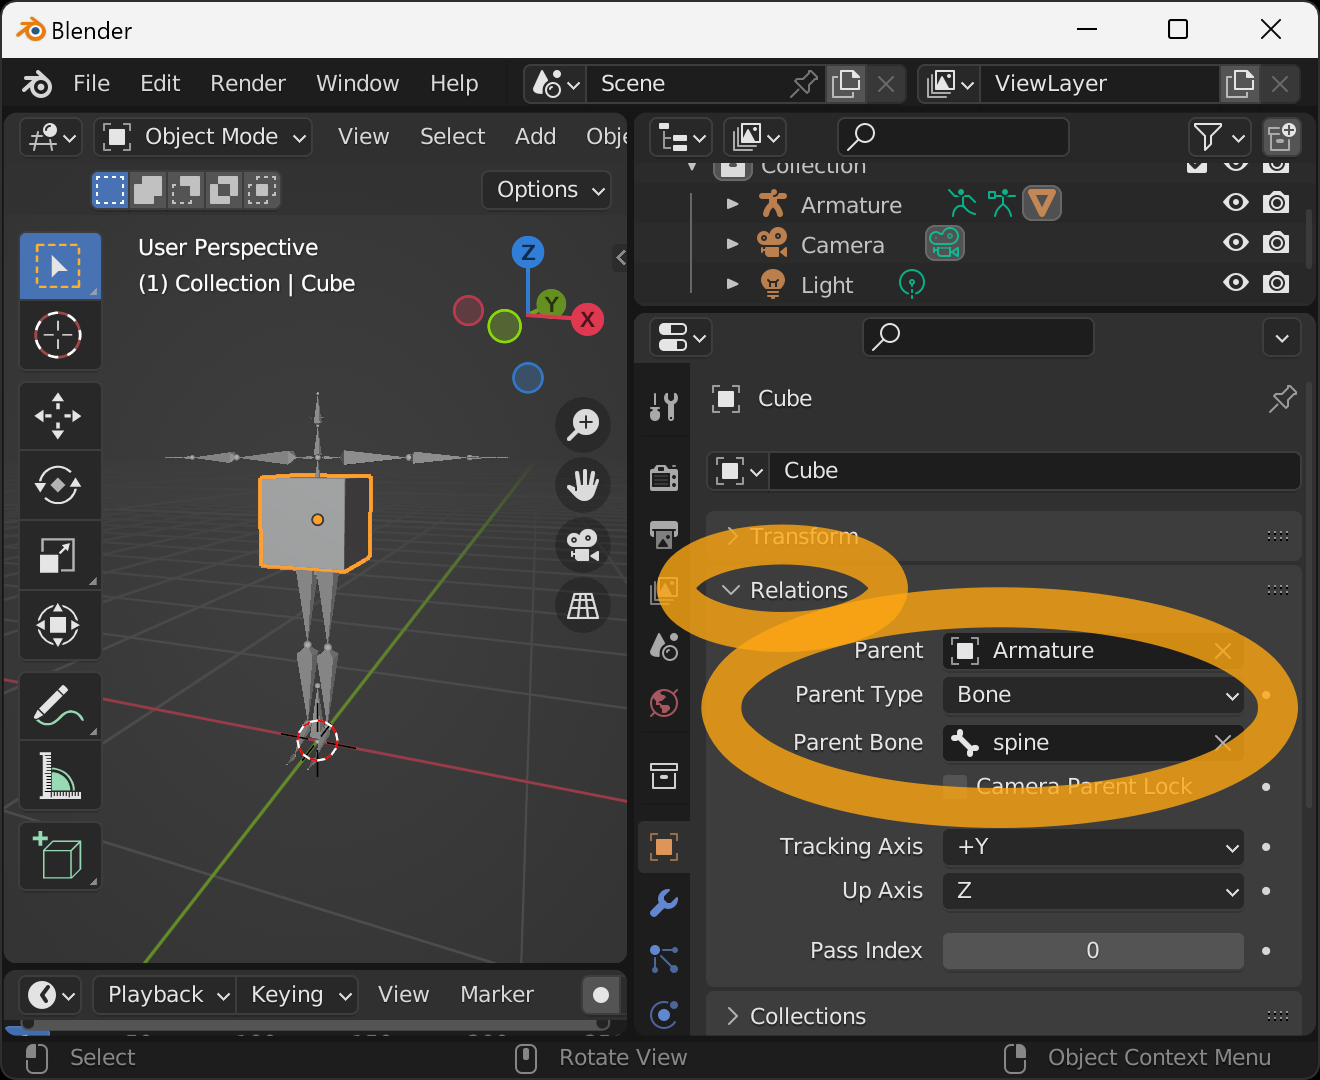 Blender
File Edit Render Window Help Scene ViewLayer
Object Mode View Select Add Obje
Options
User Perspective
(1) Collection | Cube
Z
Y
X
Collection
Armature
Camera
Light
Cube
Cube
Transform
Relations
Parent Armature
Parent Type Bone
Parent Bone spine
Camera Parent Lock
Tracking Axis +Y
Up Axis Z
Pass Index 0
Collections
Playback Keying View Marker
Select Rotate View Object Context Menu